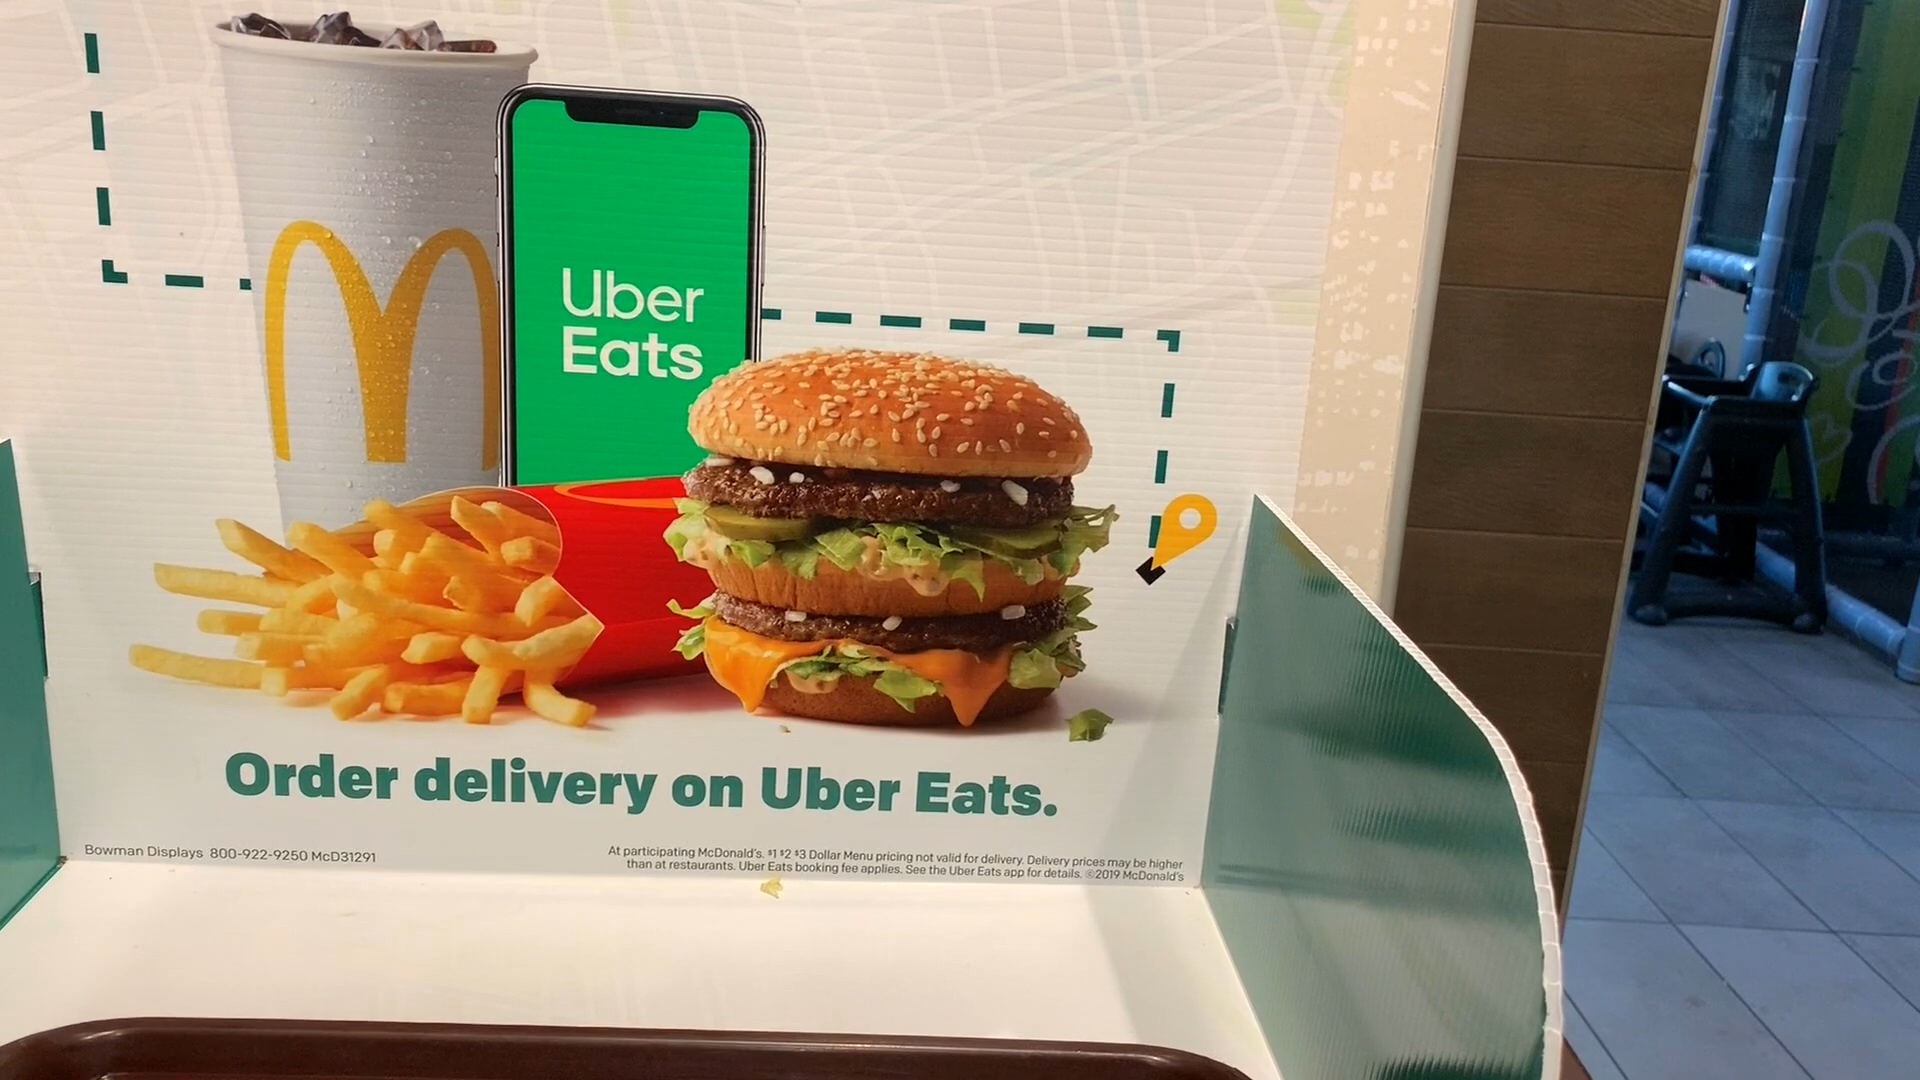 Uber
Eats
Order delivery on Uber Eats.
Bowman Displays 800-922-9250 McD31291
At participating McDonald's. $1 $2 $3 Dollar Menu pricing not valid for delivery. Delivery prices may be higher
than at restaurants. Uber Eats booking fee applies. See the Uber Eats app for details. ©2019 McDonald's